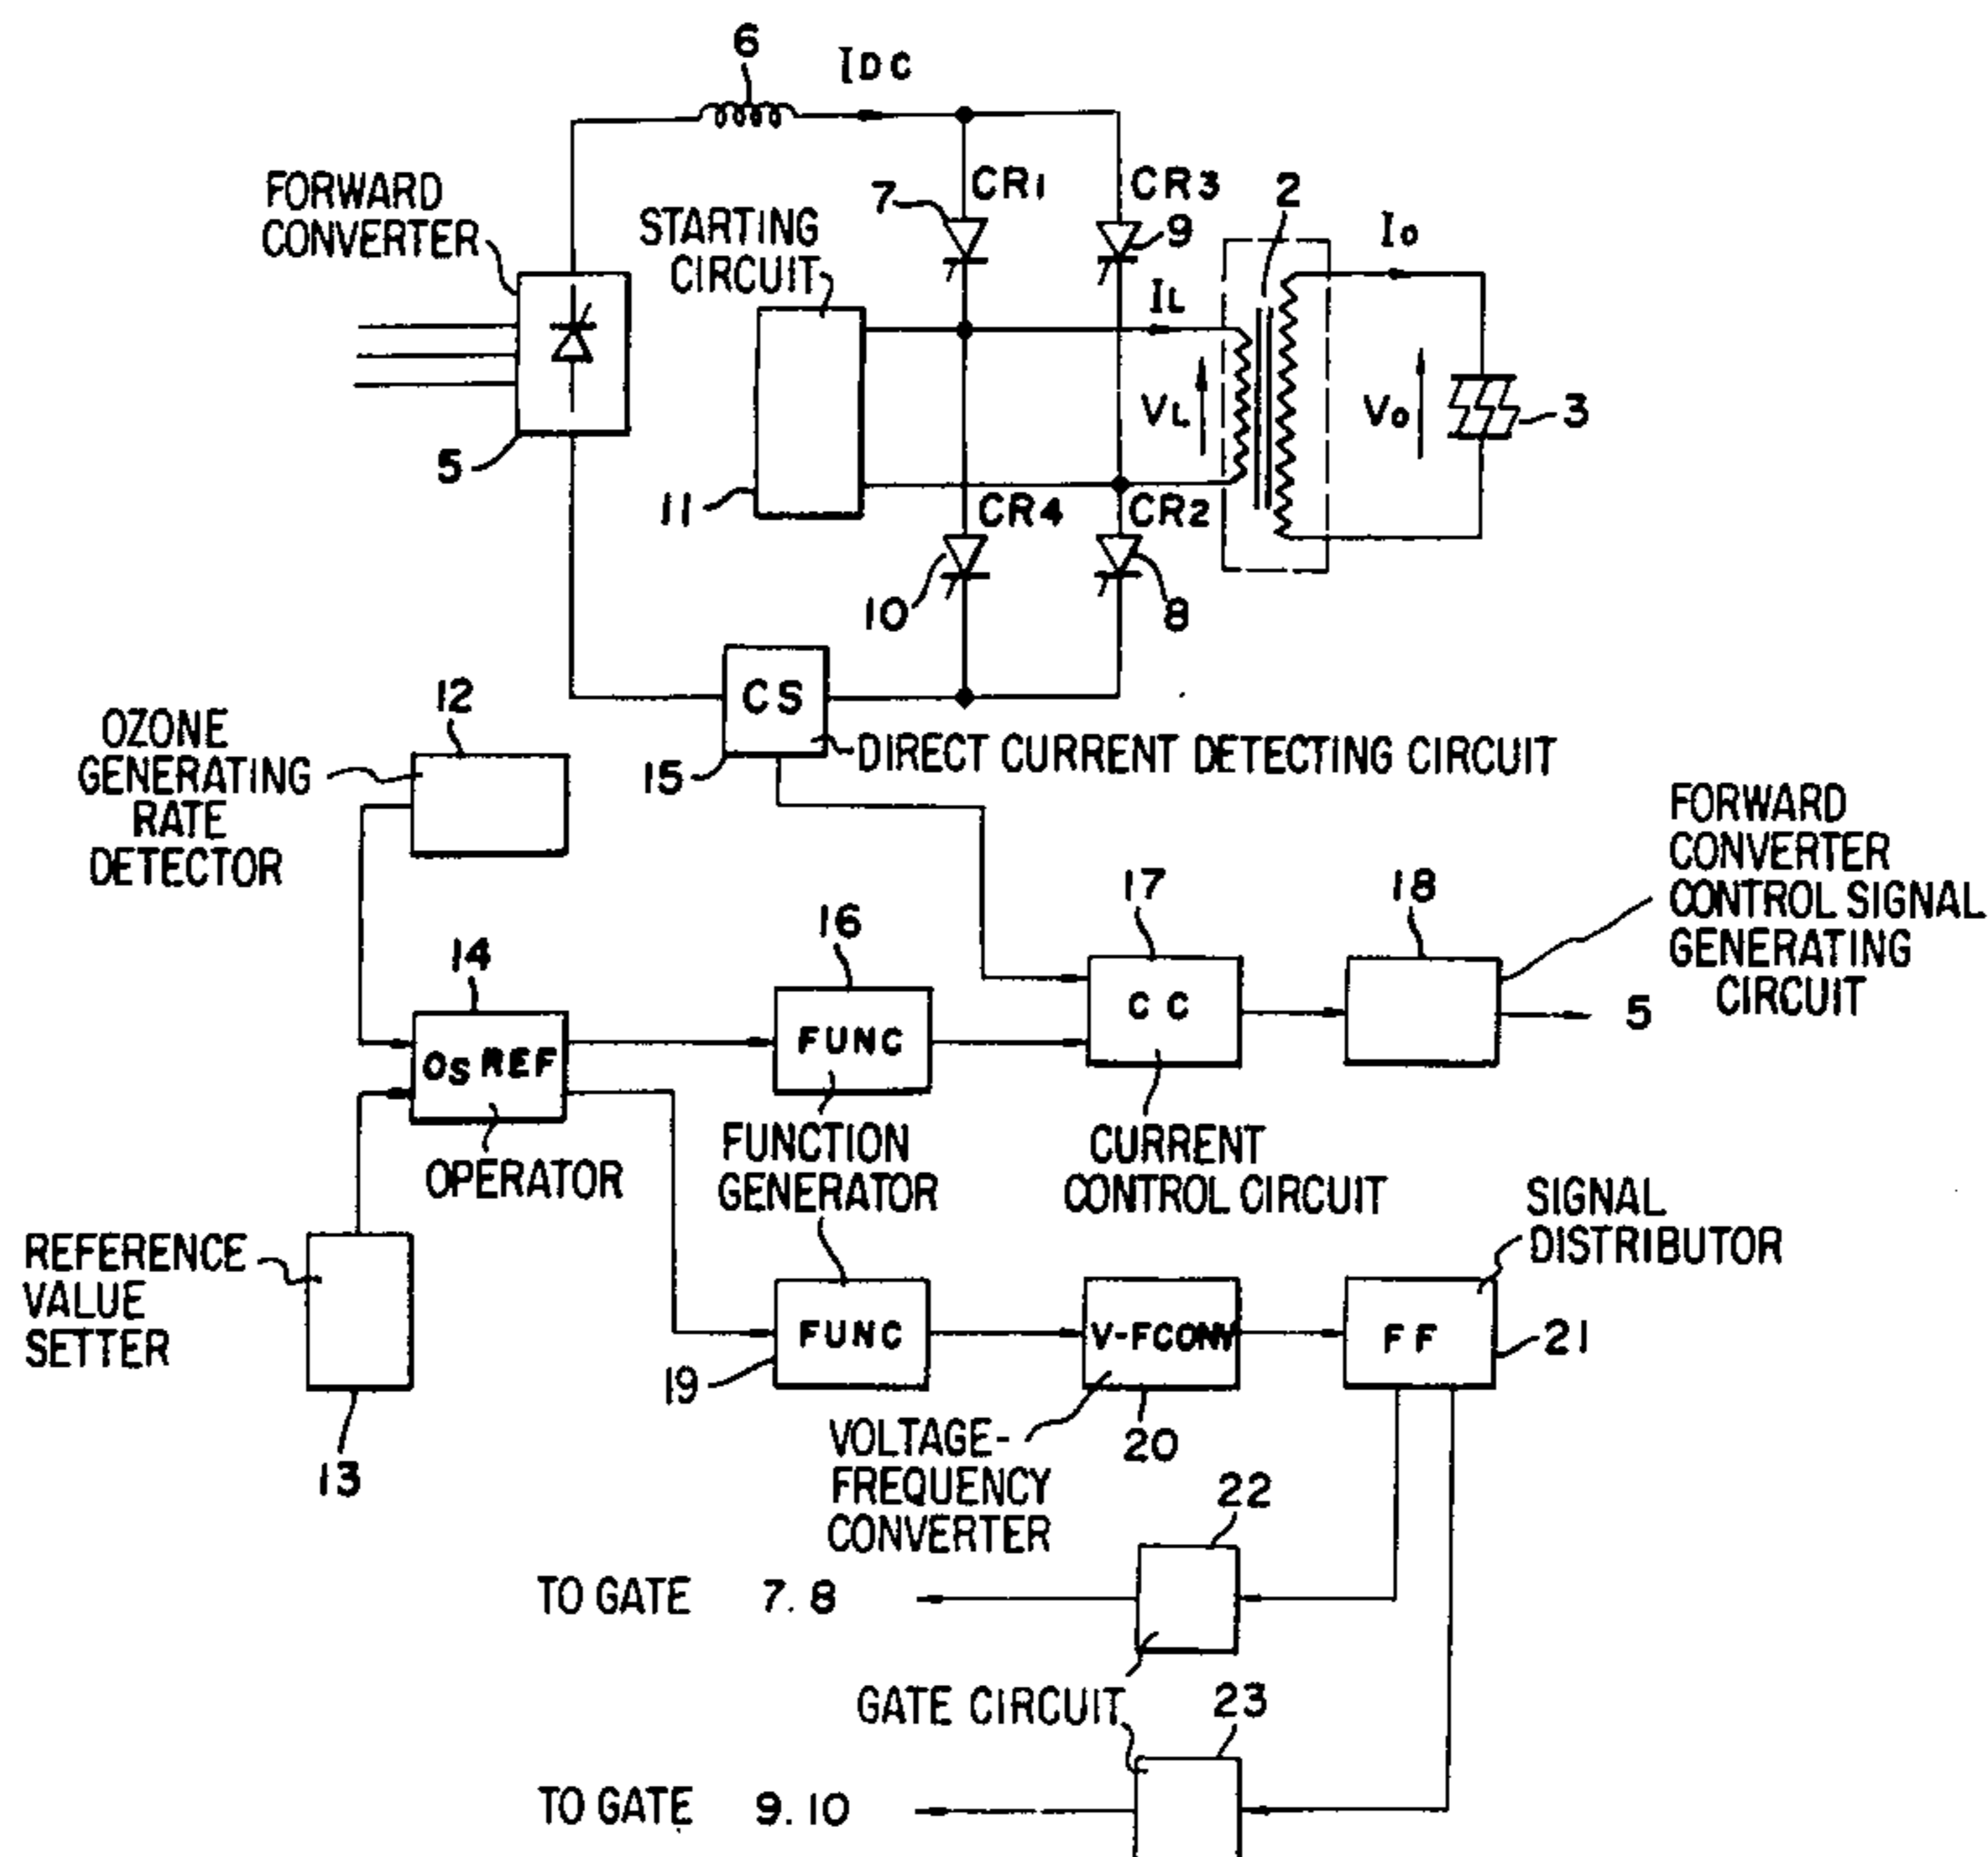 6
IDC
FORWARD
CONVERTER
5
STARTING
CIRCUIT
11
7
CR1
CR3
9
2
IO
IL
VL
VO
3
CR4
CR2
10
8
CS
15
DIRECT CURRENT DETECTING CIRCUIT
12
OZONE
GENERATING
RATE
DETECTOR
14
OS REF
OPERATOR
16
FUNC
FUNCTION
GENERATOR
17
C C
CURRENT
CONTROL CIRCUIT
18
FORWARD
CONVERTER
CONTROL SIGNAL
GENERATING
CIRCUIT
5
REFERENCE
VALUE
SETTER
13
FUNC
19
V-FCONV
20
VOLTAGE-
FREQUENCY
CONVERTER
SIGNAL
DISTRIBUTOR
F F
21
22
TO GATE 7. 8
GATE CIRCUIT
23
TO GATE 9. 10